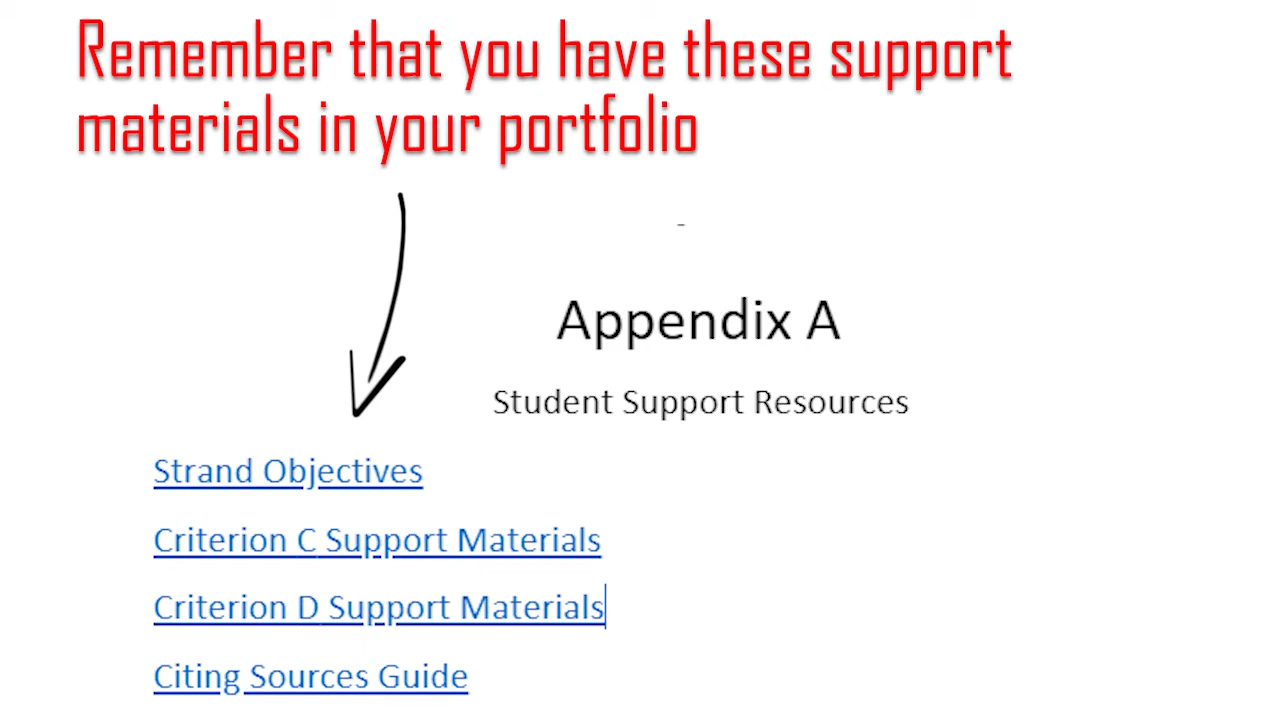 Remember that you have these support
materials in your portfolio
-
Appendix A
Student Support Resources
Strand Objectives
Criterion C Support Materials
Criterion D Support Materials
Citing Sources Guide